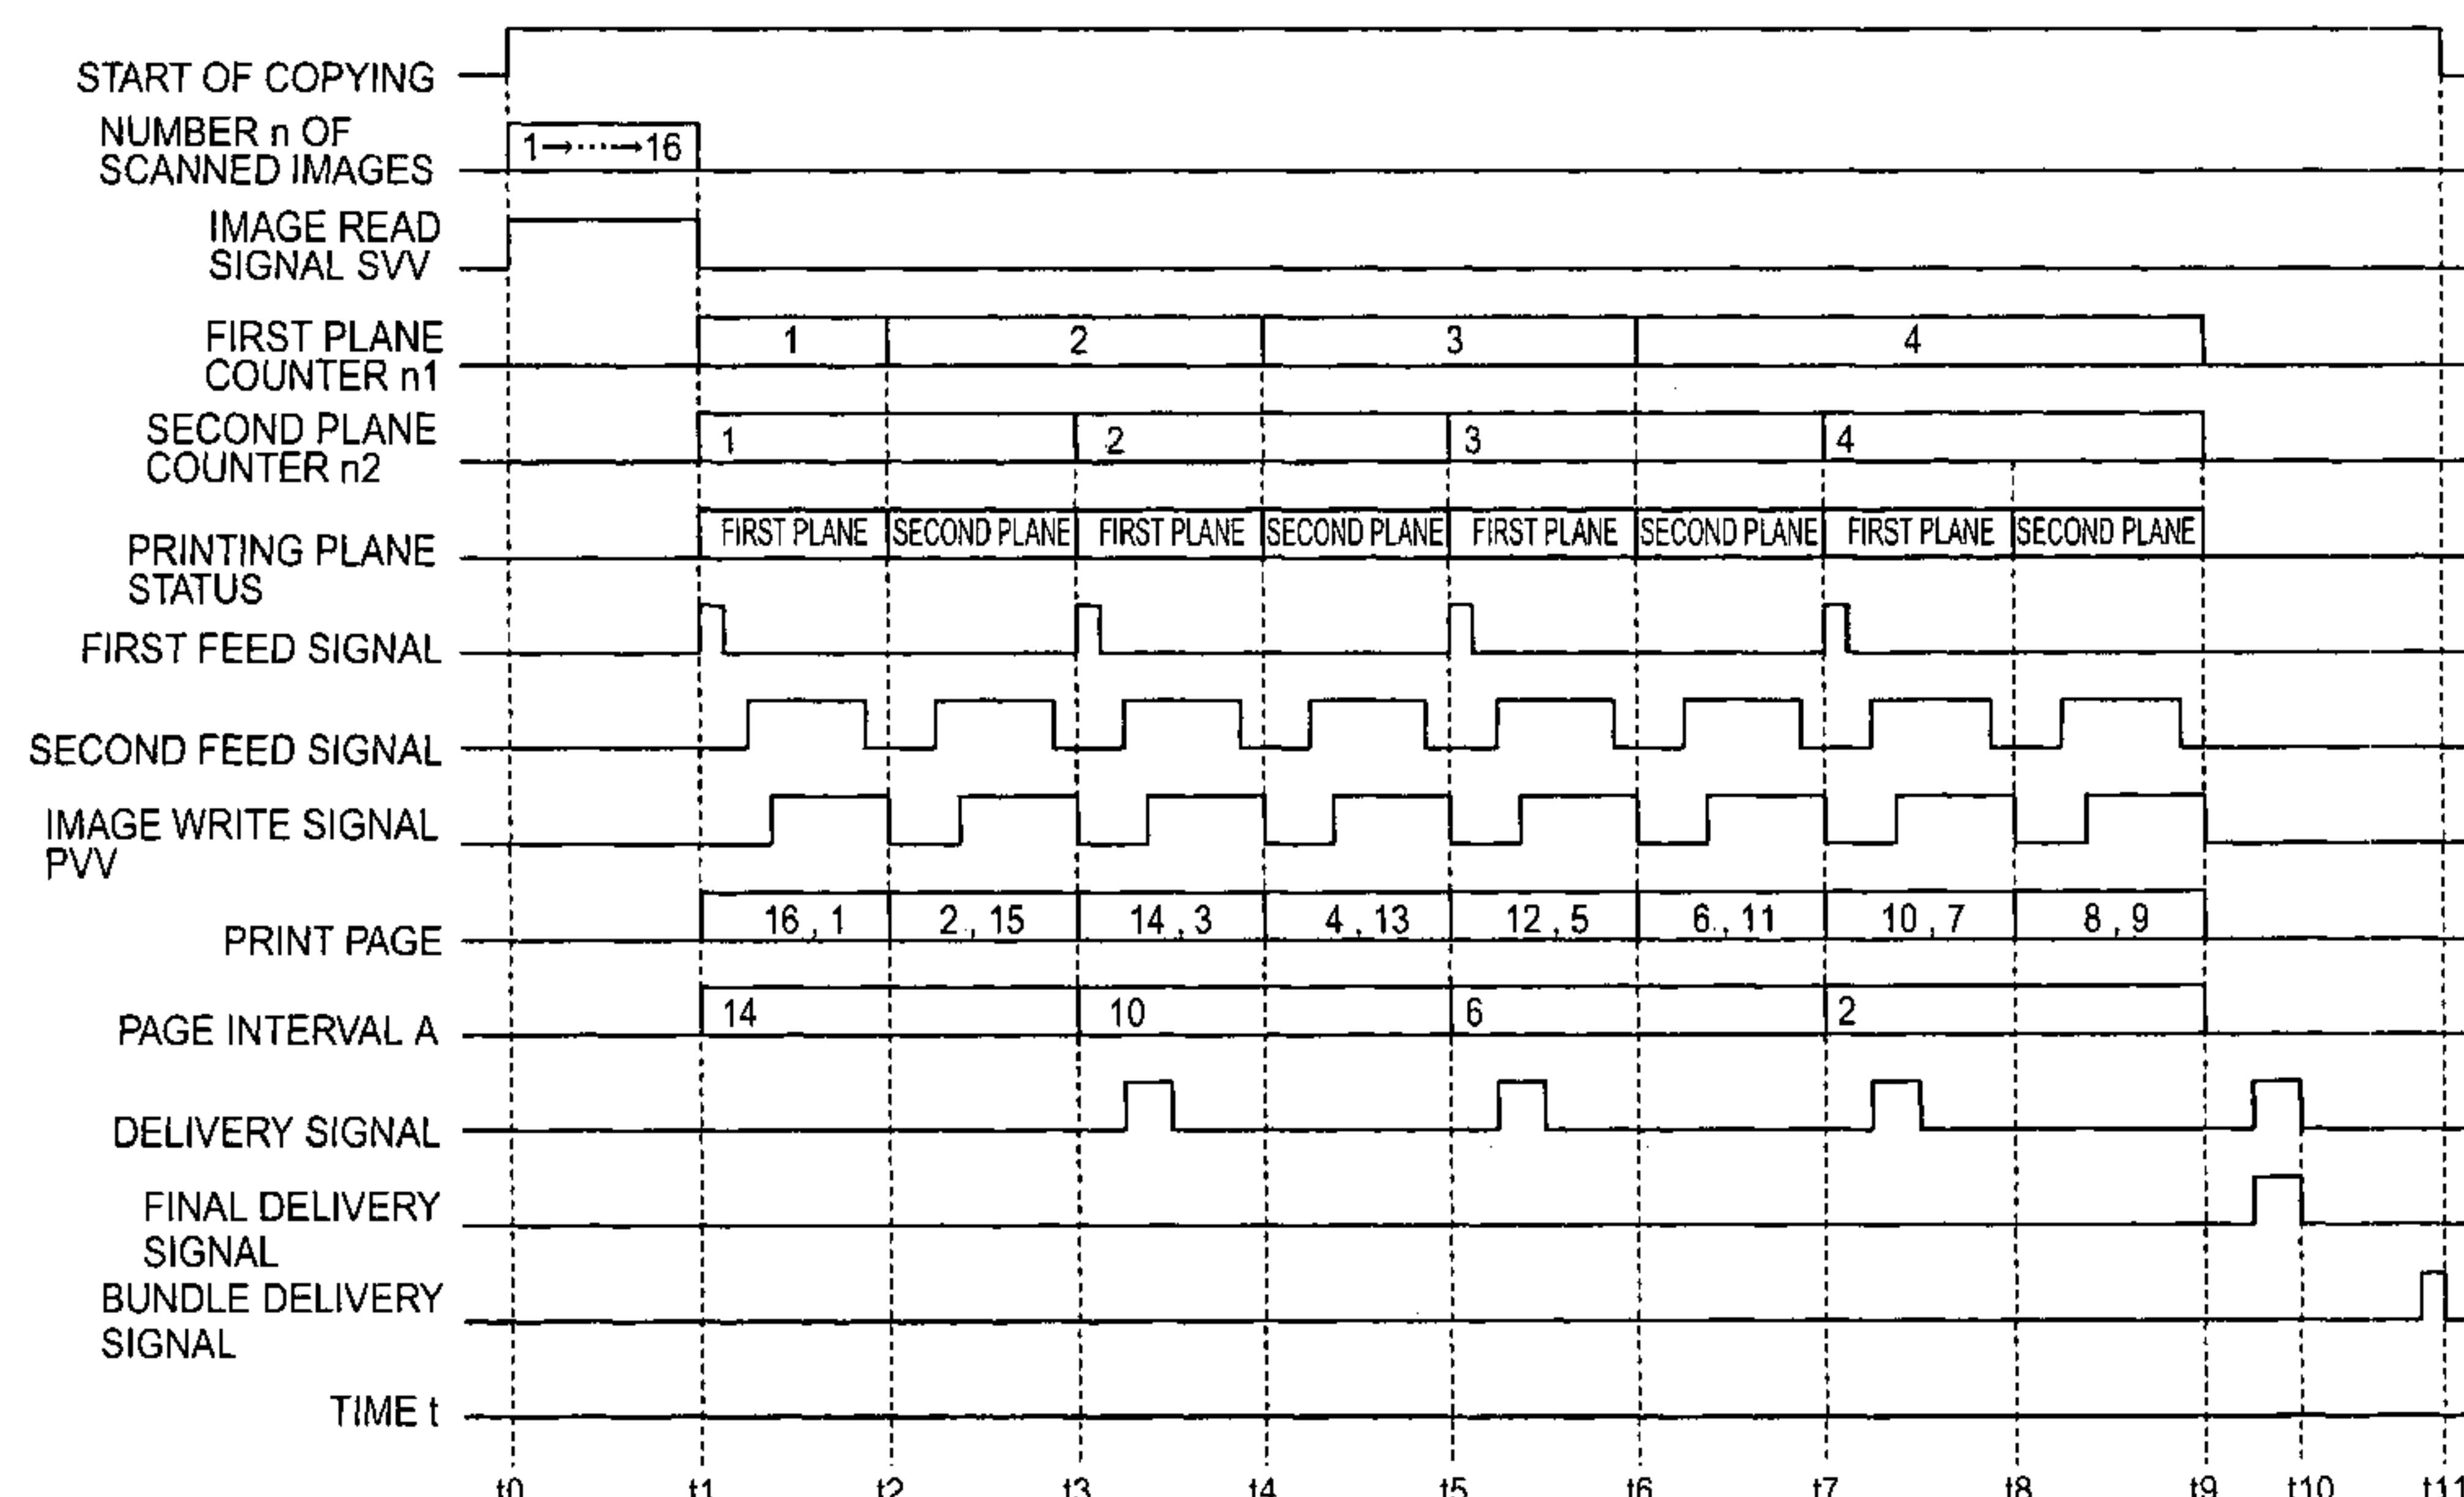 START OF COPYING
NUMBER n OF
SCANNED IMAGES
1→····→16
IMAGE READ
SIGNAL SVV
FIRST PLANE
COUNTER n1
1 2 3 4
SECOND PLANE
COUNTER n2
1 2 3 4
PRINTING PLANE
STATUS
FIRST PLANE SECOND PLANE FIRST PLANE SECOND PLANE FIRST PLANE SECOND PLANE FIRST PLANE SECOND PLANE
FIRST FEED SIGNAL
SECOND FEED SIGNAL
IMAGE WRITE SIGNAL
PVV
PRINT PAGE
16 , 1 2 , 15 14 , 3 4 , 13 12 , 5 6 , 11 10 , 7 8 , 9
PAGE INTERVAL A
14 10 6 2
DELIVERY SIGNAL
FINAL DELIVERY
SIGNAL
BUNDLE DELIVERY
SIGNAL
TIME t
t0 t1 t2 t3 t4 t5 t6 t7 t8 t9 t10 t11